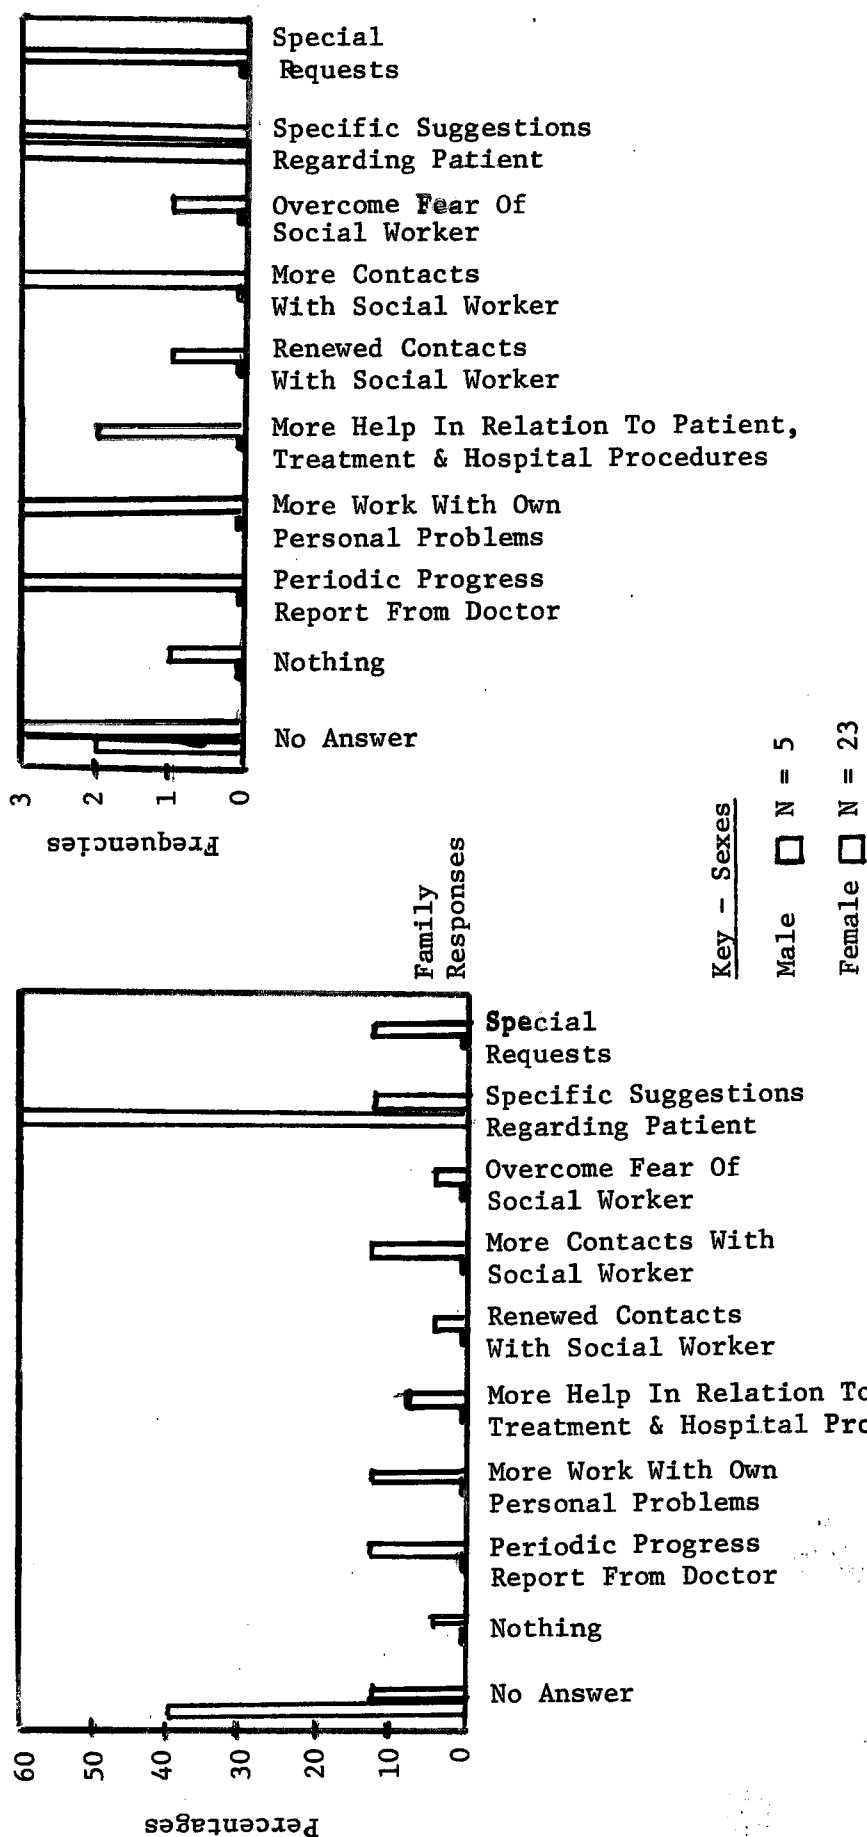 Special
Requests
Specific Suggestions
Regarding Patient
Overcome Fear Of
Social Worker
More Contacts
With Social Worker
Renewed Contacts
With Social Worker
More Help In Relation To Patient,
Treatment & Hospital Procedures
More Work With Own
Personal Problems
Periodic Progress
Report From Doctor
Nothing
No Answer
3
2
1
0
Frequencies
Family
Responses
Key - Sexes
Male N = 5
Female N = 23
Special
Requests
Specific Suggestions
Regarding Patient
Overcome Fear Of
Social Worker
More Contacts With
Social Worker
Renewed Contacts
With Social Worker
More Help In Relation To
Treatment & Hospital Pro
More Work With Own
Personal Problems
Periodic Progress
Report From Doctor
Nothing
No Answer
60
50
40
30
20
10
0
Percentages